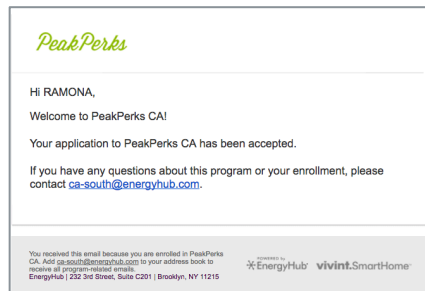 PeakPerks
Hi RAMONA,
Welcome to PeakPerks CA!
Your application to PeakPerks CA has been accepted.
If you have any questions about this program or your enrollment, please
contact ca-south@energyhub.com.
You received this email because you are enrolled in PeakPerks
CA. Add ca-south@energyhub.com to your address book to
receive all program-related emails.
EnergyHub | 232 3rd Street, Suite C201 | Brooklyn, NY 11215
POWERED by
EnergyHub vivint.SmartHome